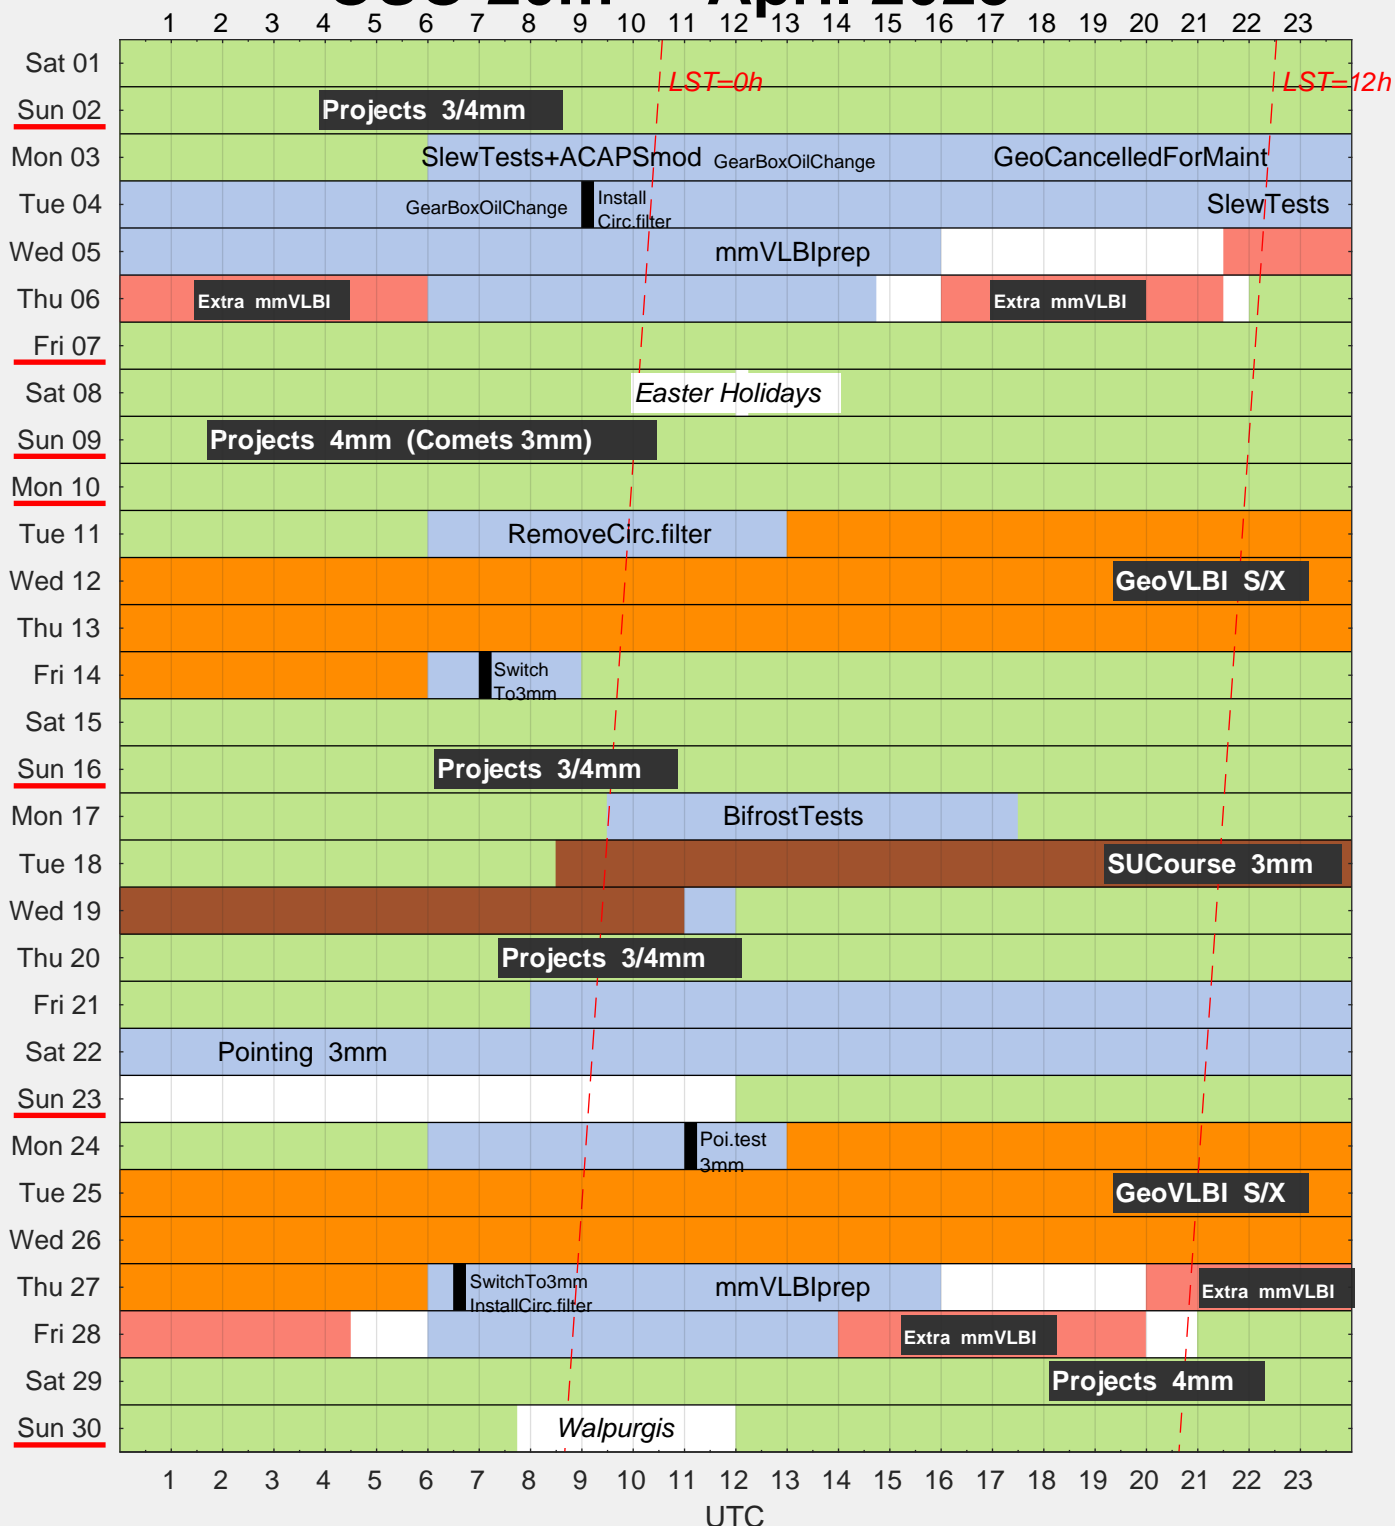 1 2 3 4 5 6 7 8 9 10 11 12 13 14 15 16 17 18 19 20 21 22 23
Sat 01
LST=0h LST=12h
Sun 02 Projects 3/4mm
Mon 03 SlewTests+ACAPSmod GearBoxOilChange GeoCancelledForMaint
Tue 04 GearBoxOilChange Install SlewTests
Circ.filter
Wed 05 mmVLBIprep
Thu 06 Extra mmVLBI Extra mmVLBI
Fri 07
Sat 08 Easter Holidays
Sun 09 Projects 4mm (Comets 3mm)
Mon 10
Tue 11 RemoveCirc.filter
Wed 12 GeoVLBI S/X
Thu 13
Fri 14 Switch
To3mm
Sat 15
Sun 16 Projects 3/4mm
Mon 17 BifrostTests
Tue 18 SUCourse 3mm
Wed 19
Thu 20 Projects 3/4mm
Fri 21
Sat 22 Pointing 3mm
Sun 23
Mon 24 Poi.test
3mm
Tue 25 GeoVLBI S/X
Wed 26
Thu 27 SwitchTo3mm mmVLBIprep Extra mmVLBI
InstallCirc.filter
Fri 28 Extra mmVLBI
Sat 29 Projects 4mm
Sun 30 Walpurgis
1 2 3 4 5 6 7 8 9 10 11 12 13 14 15 16 17 18 19 20 21 22 23
UTC